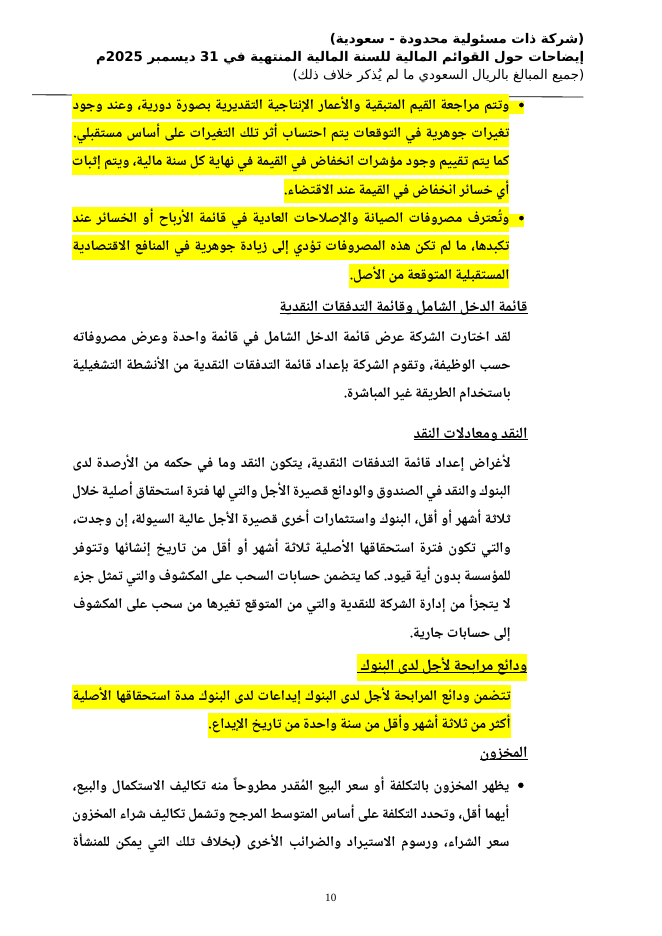 (شركة ذات مسئولية محدودة - سعودية)
إيضاحات حول القوائم المالية للسنة المالية المنتهية في 31 ديسمبر 2025م
(جميع المبالغ بالريال السعودي ما لم يُذكر خلاف ذلك)
• وتتم مراجعة القيم المتبقية والأعمار الإنتاجية التقديرية بصورة دورية، وعند وجود
تغيرات جوهرية في التوقعات يتم احتساب أثر تلك التغيرات على أساس مستقبلي.
كما يتم تقييم وجود مؤشرات انخفاض في القيمة في نهاية كل سنة مالية، ويتم إثبات
أي خسائر انخفاض في القيمة عند الاقتضاء.
• وتُعترف مصروفات الصيانة والإصلاحات العادية في قائمة الأرباح أو الخسائر عند
تكبدها، ما لم تكن هذه المصروفات تؤدي إلى زيادة جوهرية في المنافع الاقتصادية
المستقبلية المتوقعة من الأصل.
قائمة الدخل الشامل وقائمة التدفقات النقدية
لقد اختارت الشركة عرض قائمة الدخل الشامل في قائمة واحدة وعرض مصروفاته
حسب الوظيفة، وتقوم الشركة بإعداد قائمة التدفقات النقدية من الأنشطة التشغيلية
باستخدام الطريقة غير المباشرة.
النقد ومعادلات النقد
لأغراض إعداد قائمة التدفقات النقدية، يتكون النقد وما في حكمه من الأرصدة لدى
البنوك والنقد في الصندوق والودائع قصيرة الأجل والتي لها فترة استحقاق أصلية خلال
ثلاثة أشهر أو أقل، البنوك واستثمارات أخرى قصيرة الأجل عالية السيولة، إن وجدت،
والتي تكون فترة استحقاقها الأصلية ثلاثة أشهر أو أقل من تاريخ إنشائها وتتوفر
للمؤسسة بدون أية قيود. كما يتضمن حسابات السحب على المكشوف والتي تمثل جزء
لا يتجزأ من إدارة الشركة للنقدية والتي من المتوقع تغيرها من سحب على المكشوف
إلى حسابات جارية.
ودائع مرابحة لأجل لدى البنوك
تتضمن ودائع المرابحة لأجل لدى البنوك إيداعات لدى البنوك مدة استحقاقها الأصلية
أكثر من ثلاثة أشهر وأقل من سنة واحدة من تاريخ الإيداع.
المخزون
• يظهر المخزون بالتكلفة أو سعر البيع المُقدر مطروحاً منه تكاليف الاستكمال والبيع،
أيهما أقل، وتحدد التكلفة على أساس المتوسط المرجح وتشمل تكاليف شراء المخزون
سعر الشراء، ورسوم الاستيراد والضرائب الأخرى (بخلاف تلك التي يمكن للمنشأة
10